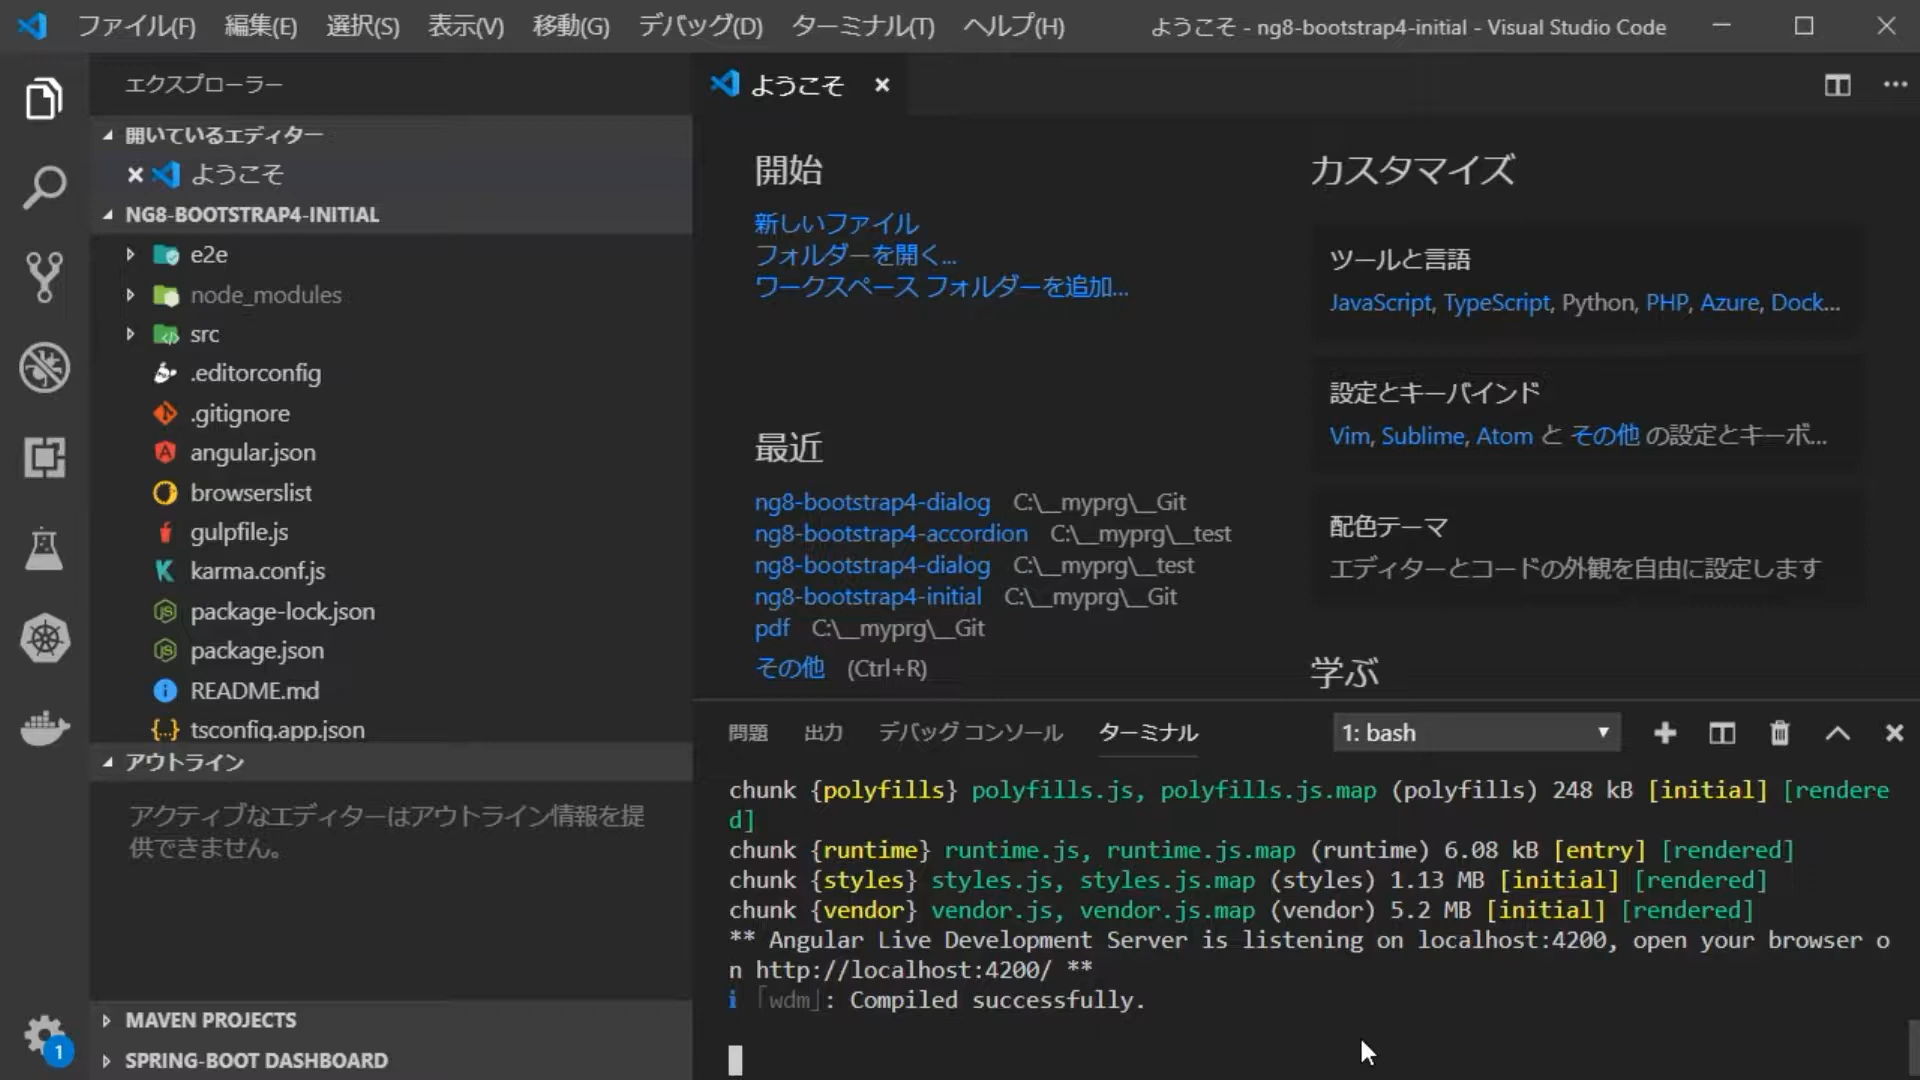 ファイル(F) 編集(E) 選択(S) 表示(V) 移動(G) デバッグ(D) ターミナル(T) ヘルプ(H) ようこそ - ng8-bootstrap4-initial - Visual Studio Code
エクスプローラー
開いているエディター
ようこそ
NG8-BOOTSTRAP4-INITIAL
e2e
node_modules
src
.editorconfig
.gitignore
angular.json
browserslist
gulpfile.js
karma.conf.js
package-lock.json
package.json
README.md
tsconfig.app.json
アウトライン
アクティブなエディターはアウトライン情報を提
供できません。
MAVEN PROJECTS
SPRING-BOOT DASHBOARD
1
ようこそ
開始
新しいファイル
フォルダーを開く...
ワークスペース フォルダーを追加...
最近
ng8-bootstrap4-dialog C:\__myprg\__Git
ng8-bootstrap4-accordion C:\__myprg\__test
ng8-bootstrap4-dialog C:\__myprg\__test
ng8-bootstrap4-initial C:\__myprg\__Git
pdf C:\__myprg\__Git
その他 (Ctrl+R)
カスタマイズ
ツールと言語
JavaScript, TypeScript, Python, PHP, Azure, Dock...
設定とキーバインド
Vim, Sublime, Atom と その他 の設定とキーボ...
配色テーマ
エディターとコードの外観を自由に設定します
学ぶ
問題 出力 デバッグ コンソール ターミナル 1: bash
chunk {polyfills} polyfills.js, polyfills.js.map (polyfills) 248 kB [initial] [rendere
d]
chunk {runtime} runtime.js, runtime.js.map (runtime) 6.08 kB [entry] [rendered]
chunk {styles} styles.js, styles.js.map (styles) 1.13 MB [initial] [rendered]
chunk {vendor} vendor.js, vendor.js.map (vendor) 5.2 MB [initial] [rendered]
** Angular Live Development Server is listening on localhost:4200, open your browser o
n http://localhost:4200/ **
i ｢wdm｣: Compiled successfully.